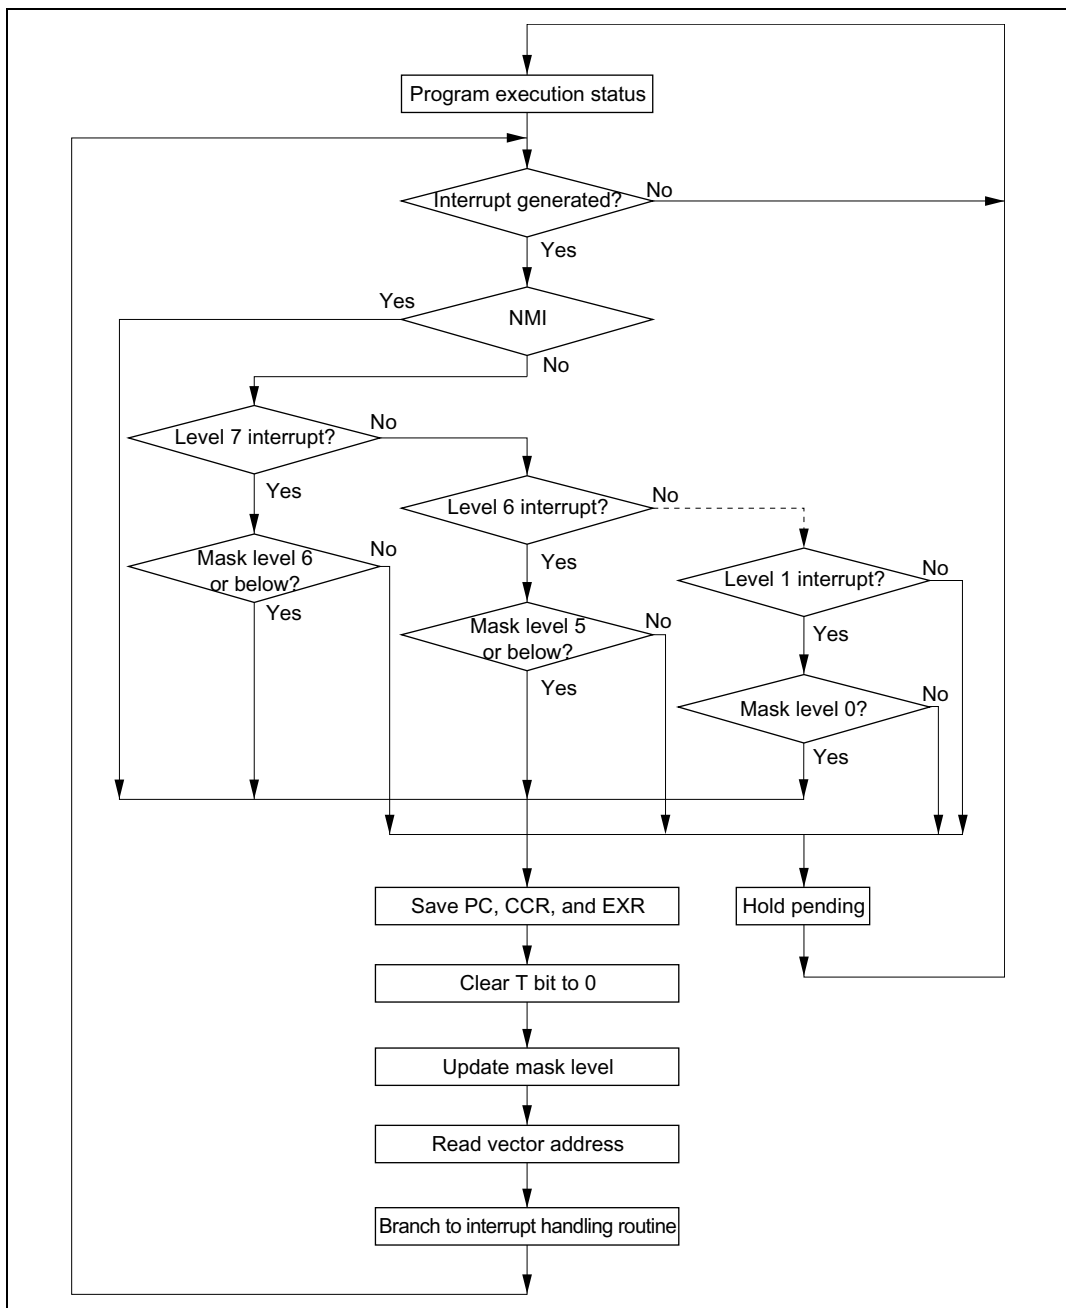 Program execution status
Interrupt generated?
No
Yes
Yes
NMI
No
Level 7 interrupt?
No
Yes
Level 6 interrupt?
No
Mask level 6
or below?
No
Yes
Yes
Level 1 interrupt?
No
Mask level 5
or below?
No
Yes
Yes
Mask level 0?
No
Yes
Save PC, CCR, and EXR
Hold pending
Clear T bit to 0
Update mask level
Read vector address
Branch to interrupt handling routine